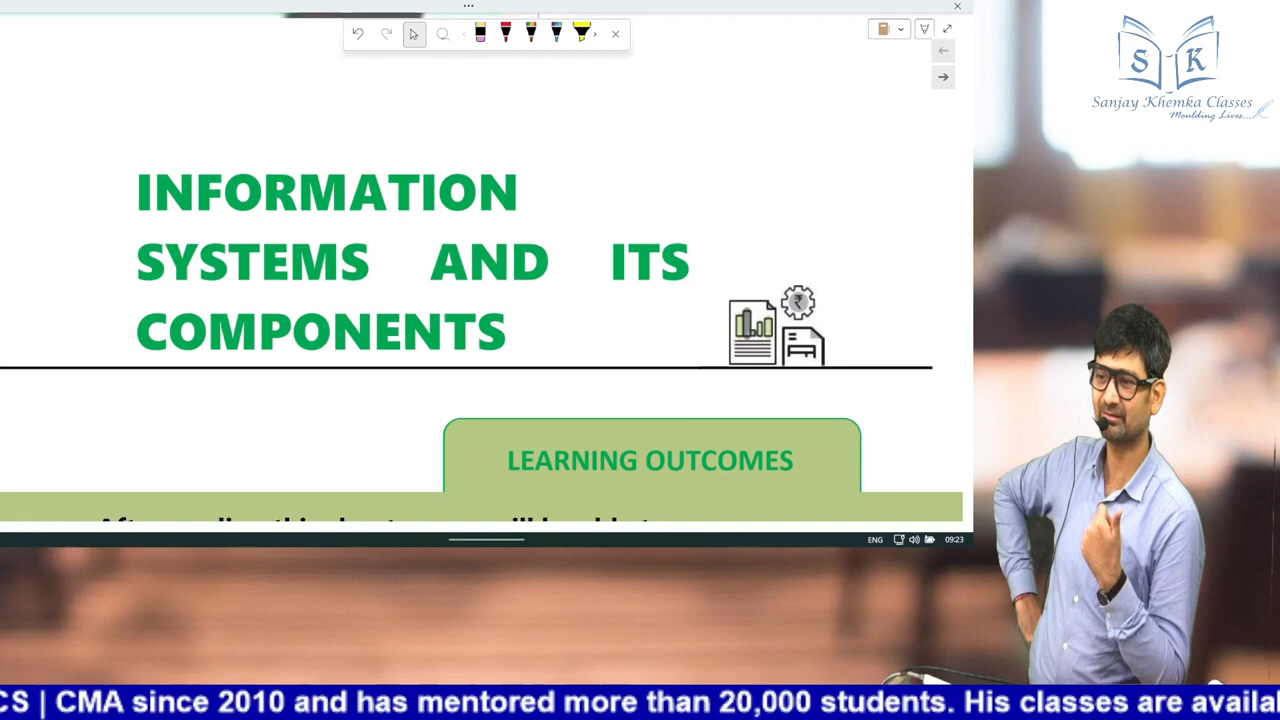 S K
Sanjay Khemka Classes
Moulding Lives...
INFORMATION
SYSTEMS AND ITS
COMPONENTS
₹
LEARNING OUTCOMES
ENG 09:23
CS | CMA since 2010 and has mentored more than 20,000 students. His classes are availa